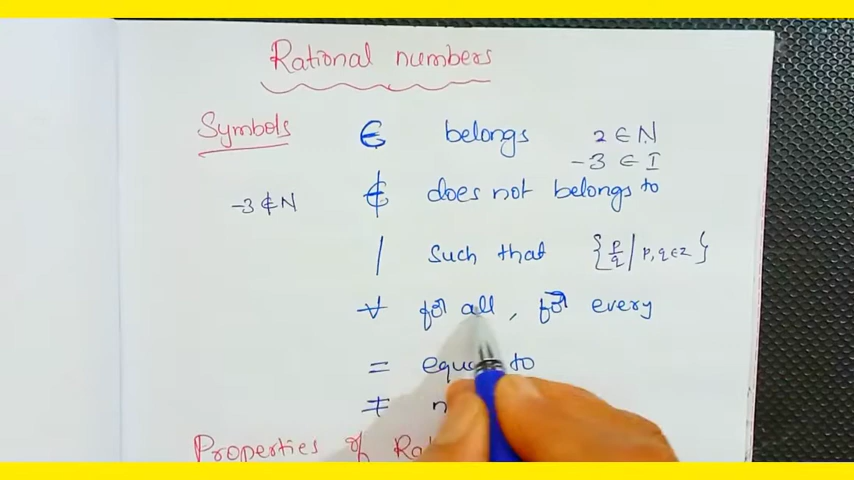 Rational numbers
Symbols ∈ belongs 2 ∈ N
-3 ∈ I
-3 ∉ N ∉ does not belongs to
| Such that {p/q | p, q ∈ z}
∀ for all, for every
= to
≠
Properties of